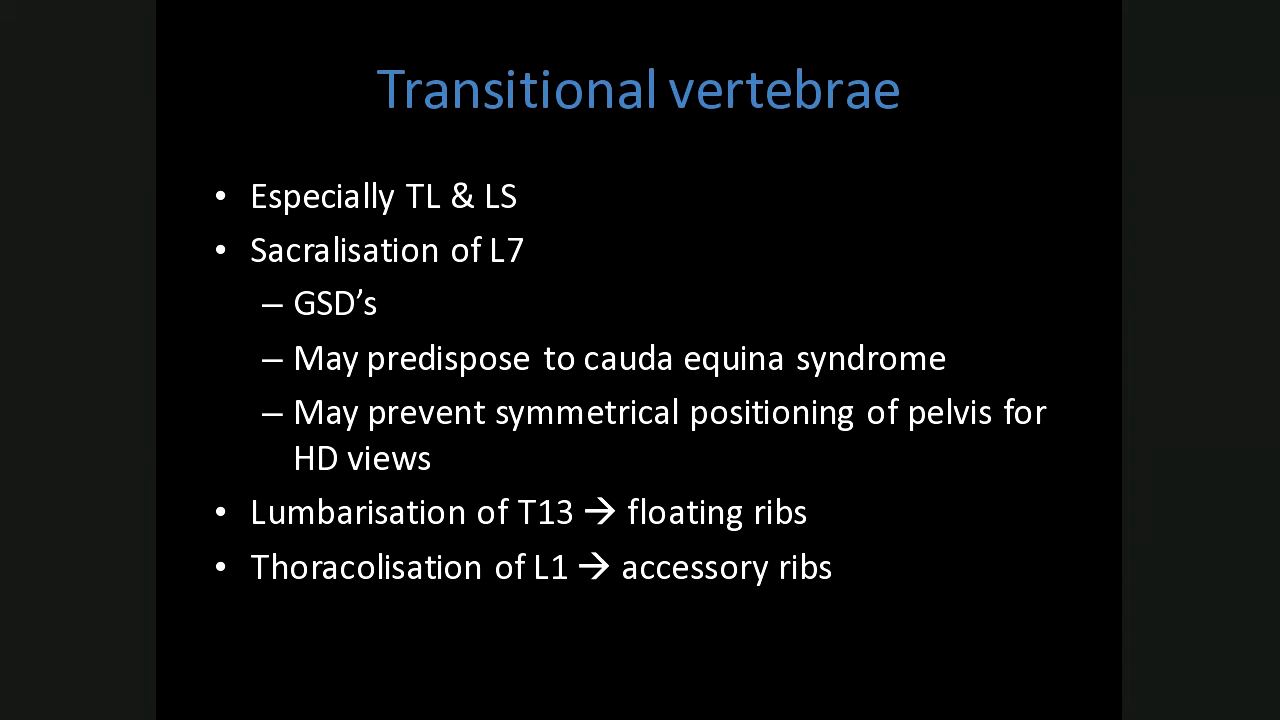 Transitional vertebrae
• Especially TL & LS
• Sacralisation of L7
– GSD’s
– May predispose to cauda equina syndrome
– May prevent symmetrical positioning of pelvis for
HD views
• Lumbarisation of T13 → floating ribs
• Thoracolisation of L1 → accessory ribs